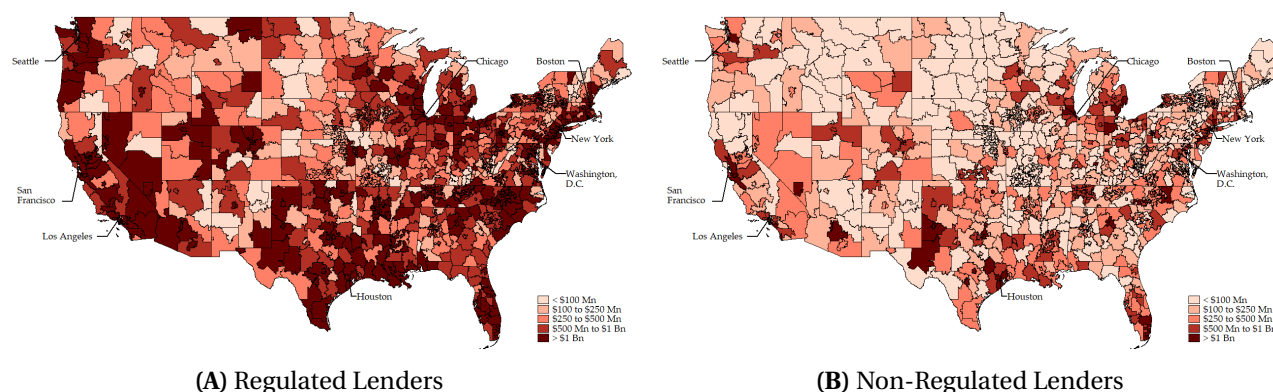 Seattle
Chicago
Boston
New York
Washington,
D.C.
San
Francisco
Los Angeles
Houston
< $100 Mn
$100 to $250 Mn
$250 to $500 Mn
$500 Mn to $1 Bn
> $1 Bn
(A) Regulated Lenders
Seattle
Chicago
Boston
New York
Washington,
D.C.
San
Francisco
Los Angeles
Houston
< $100 Mn
$100 to $250 Mn
$250 to $500 Mn
$500 Mn to $1 Bn
> $1 Bn
(B) Non-Regulated Lenders